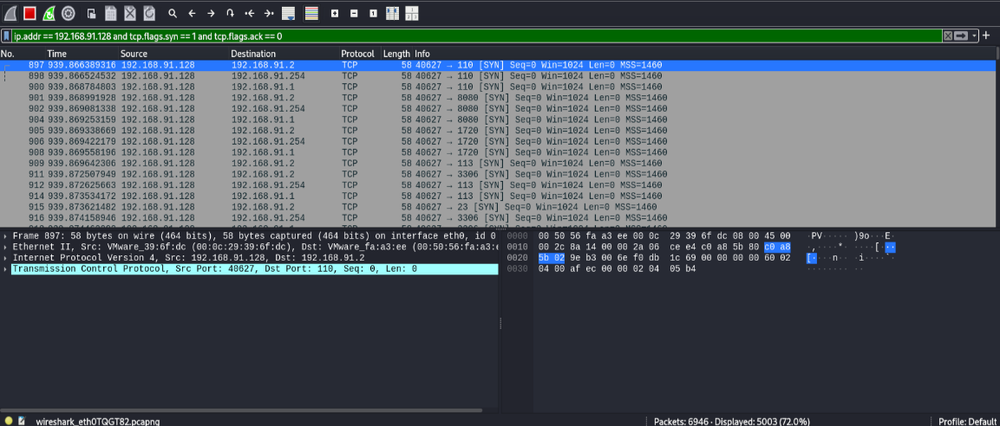 ip.addr == 192.168.91.128 and tcp.flags.syn == 1 and tcp.flags.ack == 0
No. Time Source Destination Protocol Length Info
897 939.866389316 192.168.91.128 192.168.91.2 TCP 58 40627 → 110 [SYN] Seq=0 Win=1024 Len=0 MSS=1460
898 939.866524532 192.168.91.128 192.168.91.254 TCP 58 40627 → 110 [SYN] Seq=0 Win=1024 Len=0 MSS=1460
900 939.868784803 192.168.91.128 192.168.91.1 TCP 58 40627 → 110 [SYN] Seq=0 Win=1024 Len=0 MSS=1460
901 939.868991928 192.168.91.128 192.168.91.2 TCP 58 40627 → 8080 [SYN] Seq=0 Win=1024 Len=0 MSS=1460
902 939.869081338 192.168.91.128 192.168.91.254 TCP 58 40627 → 8080 [SYN] Seq=0 Win=1024 Len=0 MSS=1460
904 939.869253159 192.168.91.128 192.168.91.1 TCP 58 40627 → 8080 [SYN] Seq=0 Win=1024 Len=0 MSS=1460
905 939.869338669 192.168.91.128 192.168.91.2 TCP 58 40627 → 1720 [SYN] Seq=0 Win=1024 Len=0 MSS=1460
906 939.869422179 192.168.91.128 192.168.91.254 TCP 58 40627 → 1720 [SYN] Seq=0 Win=1024 Len=0 MSS=1460
908 939.869558196 192.168.91.128 192.168.91.1 TCP 58 40627 → 1720 [SYN] Seq=0 Win=1024 Len=0 MSS=1460
909 939.869642306 192.168.91.128 192.168.91.2 TCP 58 40627 → 113 [SYN] Seq=0 Win=1024 Len=0 MSS=1460
911 939.872507949 192.168.91.128 192.168.91.2 TCP 58 40627 → 3306 [SYN] Seq=0 Win=1024 Len=0 MSS=1460
912 939.872625663 192.168.91.128 192.168.91.254 TCP 58 40627 → 113 [SYN] Seq=0 Win=1024 Len=0 MSS=1460
914 939.873534172 192.168.91.128 192.168.91.1 TCP 58 40627 → 113 [SYN] Seq=0 Win=1024 Len=0 MSS=1460
915 939.873621482 192.168.91.128 192.168.91.2 TCP 58 40627 → 23 [SYN] Seq=0 Win=1024 Len=0 MSS=1460
916 939.874158946 192.168.91.128 192.168.91.254 TCP 58 40627 → 3306 [SYN] Seq=0 Win=1024 Len=0 MSS=1460
Frame 897: 58 bytes on wire (464 bits), 58 bytes captured (464 bits) on interface eth0, id 0
Ethernet II, Src: VMware_39:6f:dc (00:0c:29:39:6f:dc), Dst: VMware_fa:a3:ee (00:50:56:fa:a3:e
Internet Protocol Version 4, Src: 192.168.91.128, Dst: 192.168.91.2
Transmission Control Protocol, Src Port: 40627, Dst Port: 110, Seq: 0, Len: 0
0000 00 50 56 fa a3 ee 00 0c 29 39 6f dc 08 00 45 00 ·PV·····)9o···E·
0010 00 2c 8a 14 00 00 2a 06 ce e4 c0 a8 5b 80 c0 a8 ·,····*·····[···
0020 5b 02 9e b3 00 6e f0 db 1c 69 00 00 00 00 60 02 [····n···i····`·
0030 04 00 af ec 00 00 02 04 05 b4 ··········
wireshark_eth0TQGT82.pcapng
Packets: 6946 · Displayed: 5003 (72.0%)
Profile: Default